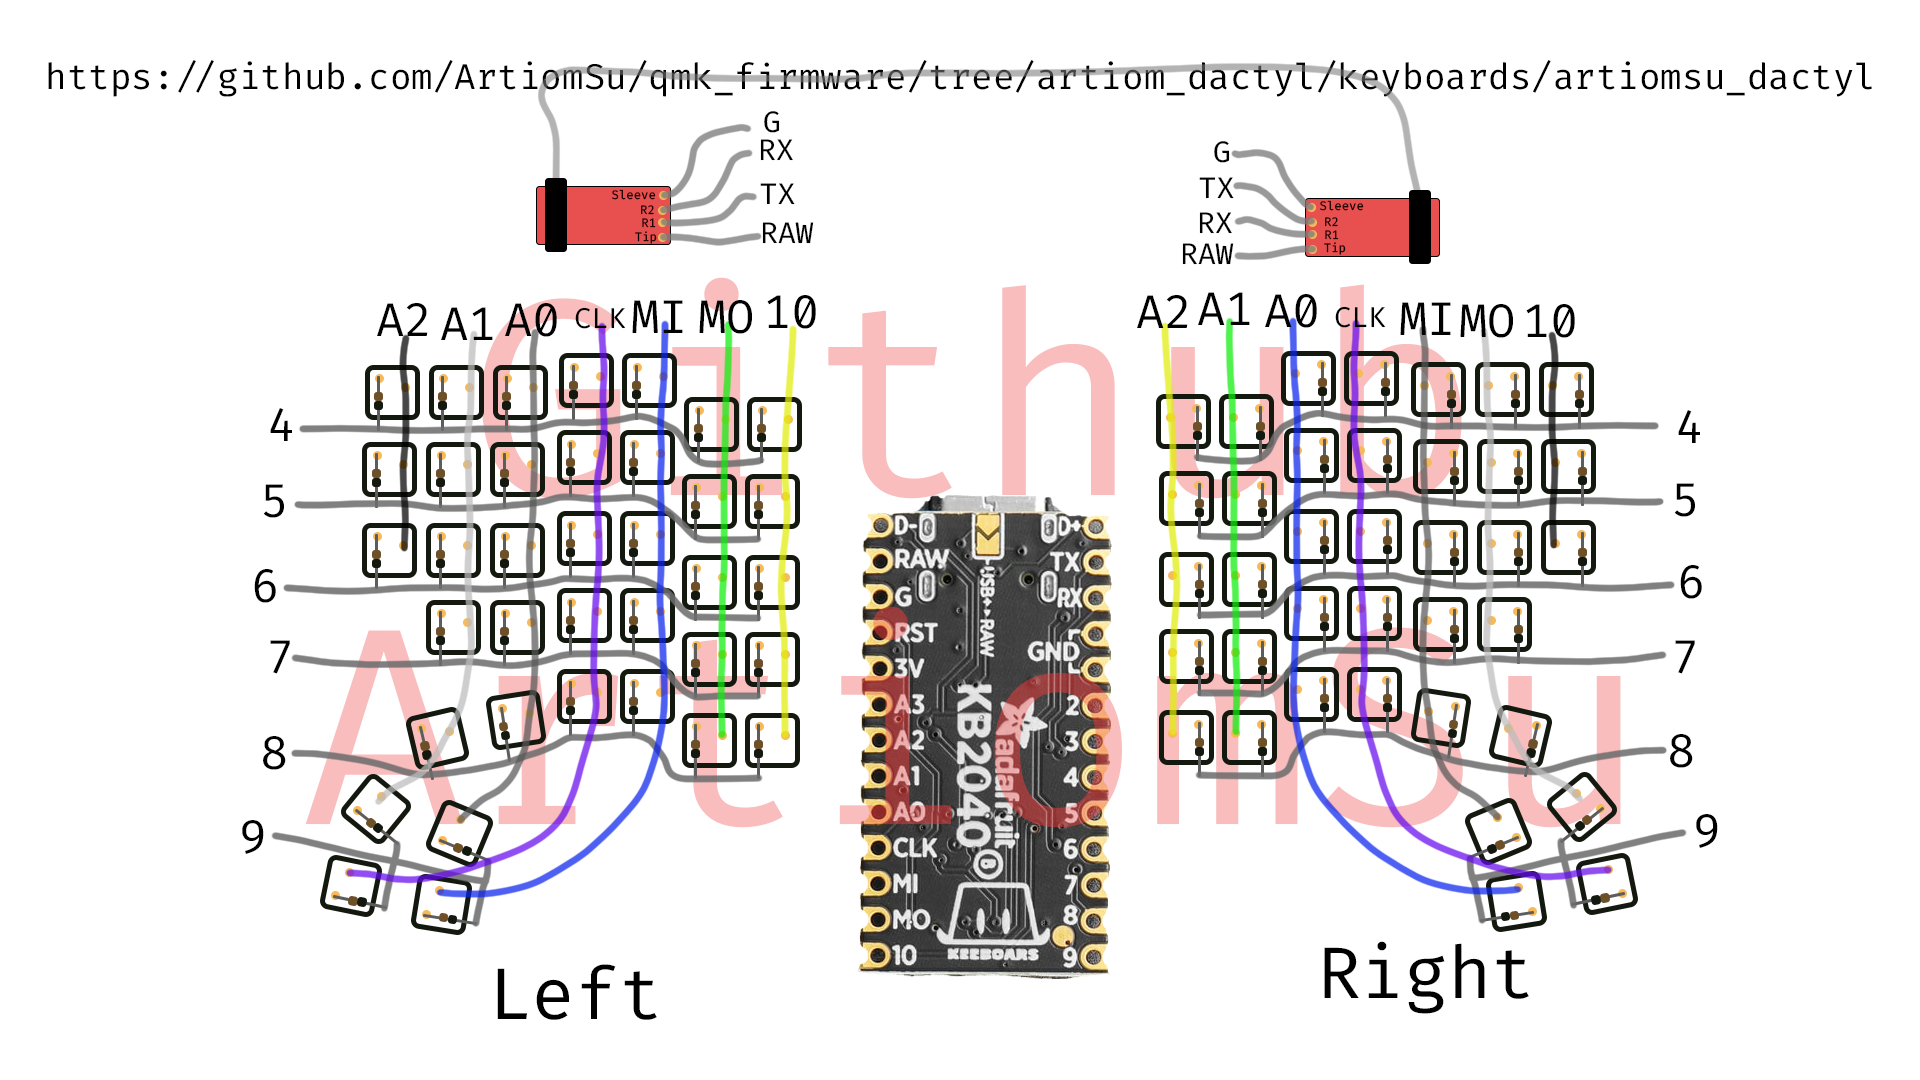 https://github.com/ArtiomSu/qmk_firmware/tree/artiom_dactyl/keyboards/artiomsu_dactyl
G
RX
TX
RAW
Sleeve
R2
R1
Tip
G
TX
RX
RAW
Sleeve
R2
R1
Tip
A2 A1 A0 CLK MI MO 10
A2 A1 A0 CLK MI MO 10
Github
ArtiomSu
4
5
6
7
8
9
4
5
6
7
8
9
D-
RAW
G
RST
3V
A3
A2
A1
A0
CLK
MI
MO
10
D+
TX
RX
GND
2
3
4
5
6
7
8
9
USB+ RAW
KB2040
adafruit
KEEBOARS
Left
Right